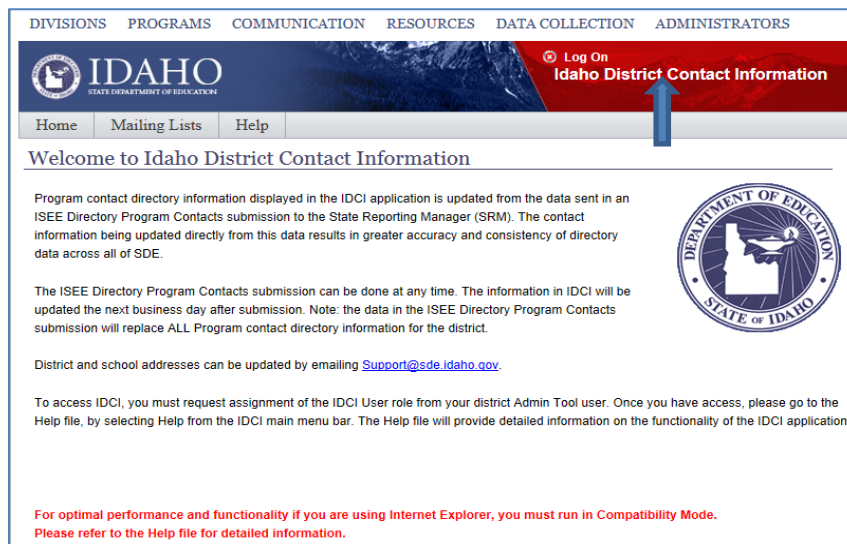 DIVISIONS PROGRAMS COMMUNICATION RESOURCES DATA COLLECTION ADMINISTRATORS
IDAHO
STATE DEPARTMENT OF EDUCATION
Log On
Idaho District Contact Information
Home Mailing Lists Help
Welcome to Idaho District Contact Information
Program contact directory information displayed in the IDCI application is updated from the data sent in an
ISEE Directory Program Contacts submission to the State Reporting Manager (SRM). The contact
information being updated directly from this data results in greater accuracy and consistency of directory
data across all of SDE.
The ISEE Directory Program Contacts submission can be done at any time. The information in IDCI will be
updated the next business day after submission. Note: the data in the ISEE Directory Program Contacts
submission will replace ALL Program contact directory information for the district.
District and school addresses can be updated by emailing Support@sde.idaho.gov.
To access IDCI, you must request assignment of the IDCI User role from your district Admin Tool user. Once you have access, please go to the
Help file, by selecting Help from the IDCI main menu bar. The Help file will provide detailed information on the functionality of the IDCI application
DEPARTMENT OF EDUCATION
STATE OF IDAHO
For optimal performance and functionality if you are using Internet Explorer, you must run in Compatibility Mode.
Please refer to the Help file for detailed information.